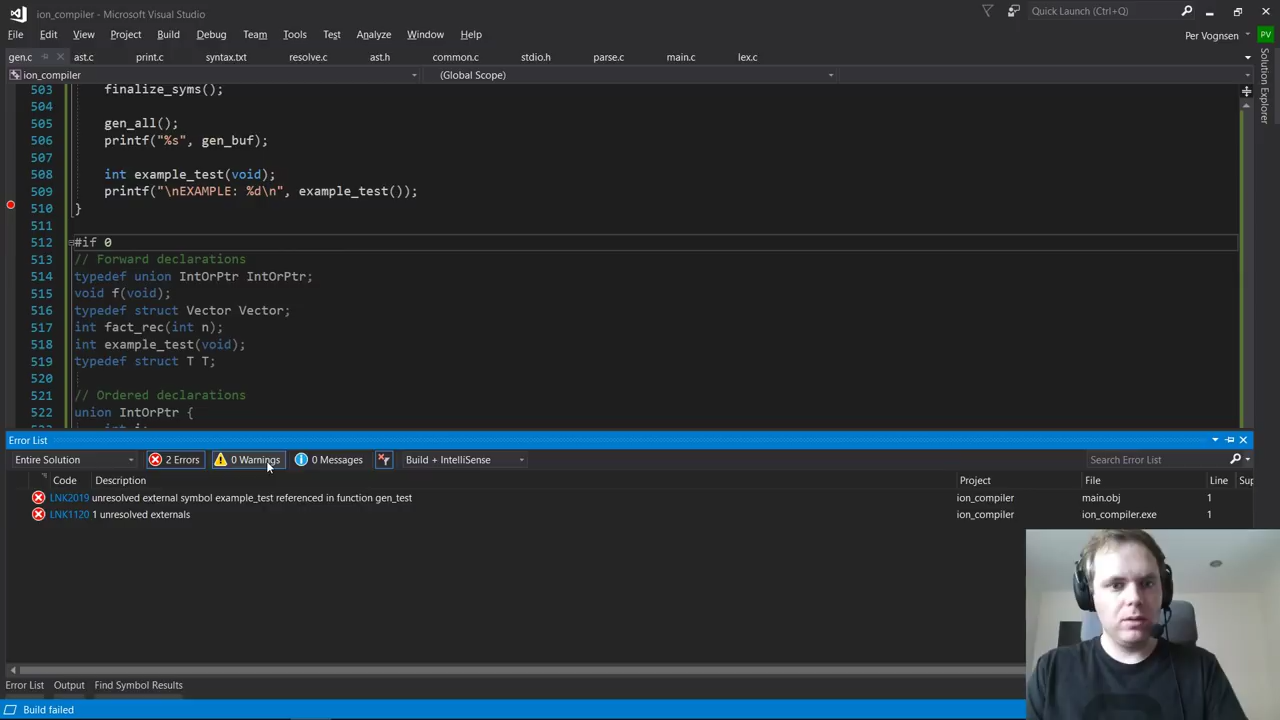 ion_compiler - Microsoft Visual Studio
Quick Launch (Ctrl+Q)
File Edit View Project Build Debug Team Tools Test Analyze Window Help
Per Vognsen
PV
gen.c ast.c print.c syntax.txt resolve.c ast.h common.c stdio.h parse.c main.c lex.c
ion_compiler
(Global Scope)
Solution Explorer
503 finalize_syms();
504
505 gen_all();
506 printf("%s", gen_buf);
507
508 int example_test(void);
509 printf("\nEXAMPLE: %d\n", example_test());
510 }
511
512 #if 0
513 // Forward declarations
514 typedef union IntOrPtr IntOrPtr;
515 void f(void);
516 typedef struct Vector Vector;
517 int fact_rec(int n);
518 int example_test(void);
519 typedef struct T T;
520
521 // Ordered declarations
522 union IntOrPtr {
Error List
Entire Solution
2 Errors
0 Warnings
0 Messages
Build + IntelliSense
Search Error List
Code Description Project File Line Sup
LNK2019 unresolved external symbol example_test referenced in function gen_test ion_compiler main.obj 1
LNK1120 1 unresolved externals ion_compiler ion_compiler.exe 1
Error List Output Find Symbol Results
Build failed